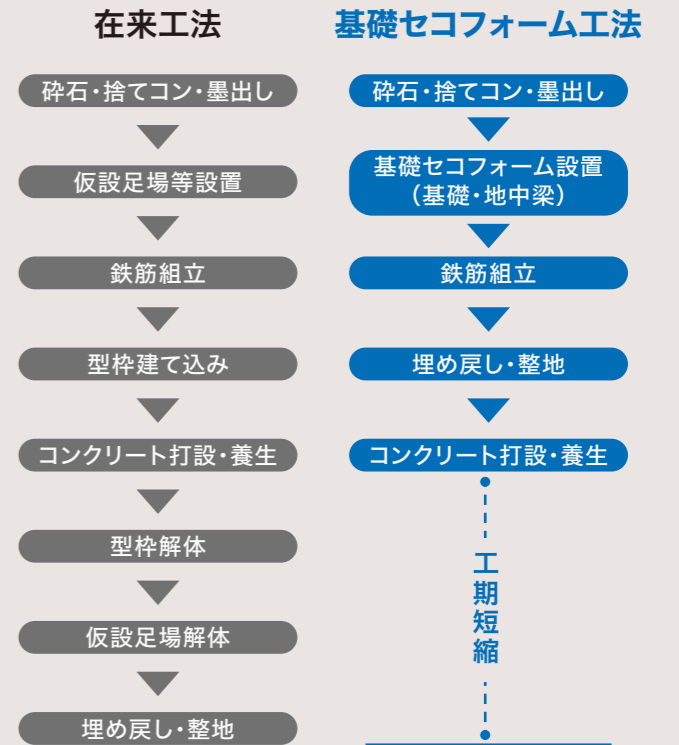 在来工法
砕石・捨てコン・墨出し
仮設足場等設置
鉄筋組立
型枠建て込み
コンクリート打設・養生
型枠解体
仮設足場解体
埋め戻し・整地
基礎セコフォーム工法
砕石・捨てコン・墨出し
基礎セコフォーム設置
（基礎・地中梁）
鉄筋組立
埋め戻し・整地
コンクリート打設・養生
工期短縮